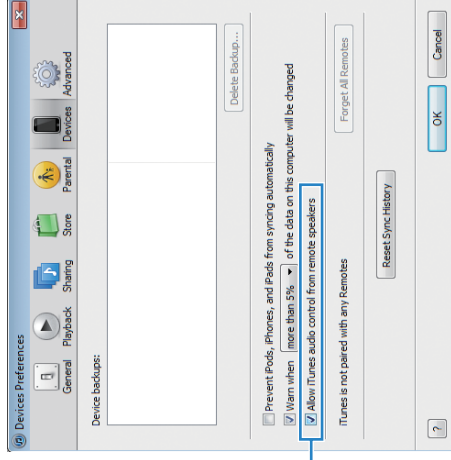 Devices Preferences
General Playback Sharing Store Parental Devices Advanced
Device backups:
Delete Backup...
Prevent iPods, iPhones, and iPads from syncing automatically
Warn when more than 5% of the data on this computer will be changed
Allow iTunes audio control from remote speakers
iTunes is not paired with any Remotes
Forget All Remotes
Reset Sync History
? OK Cancel